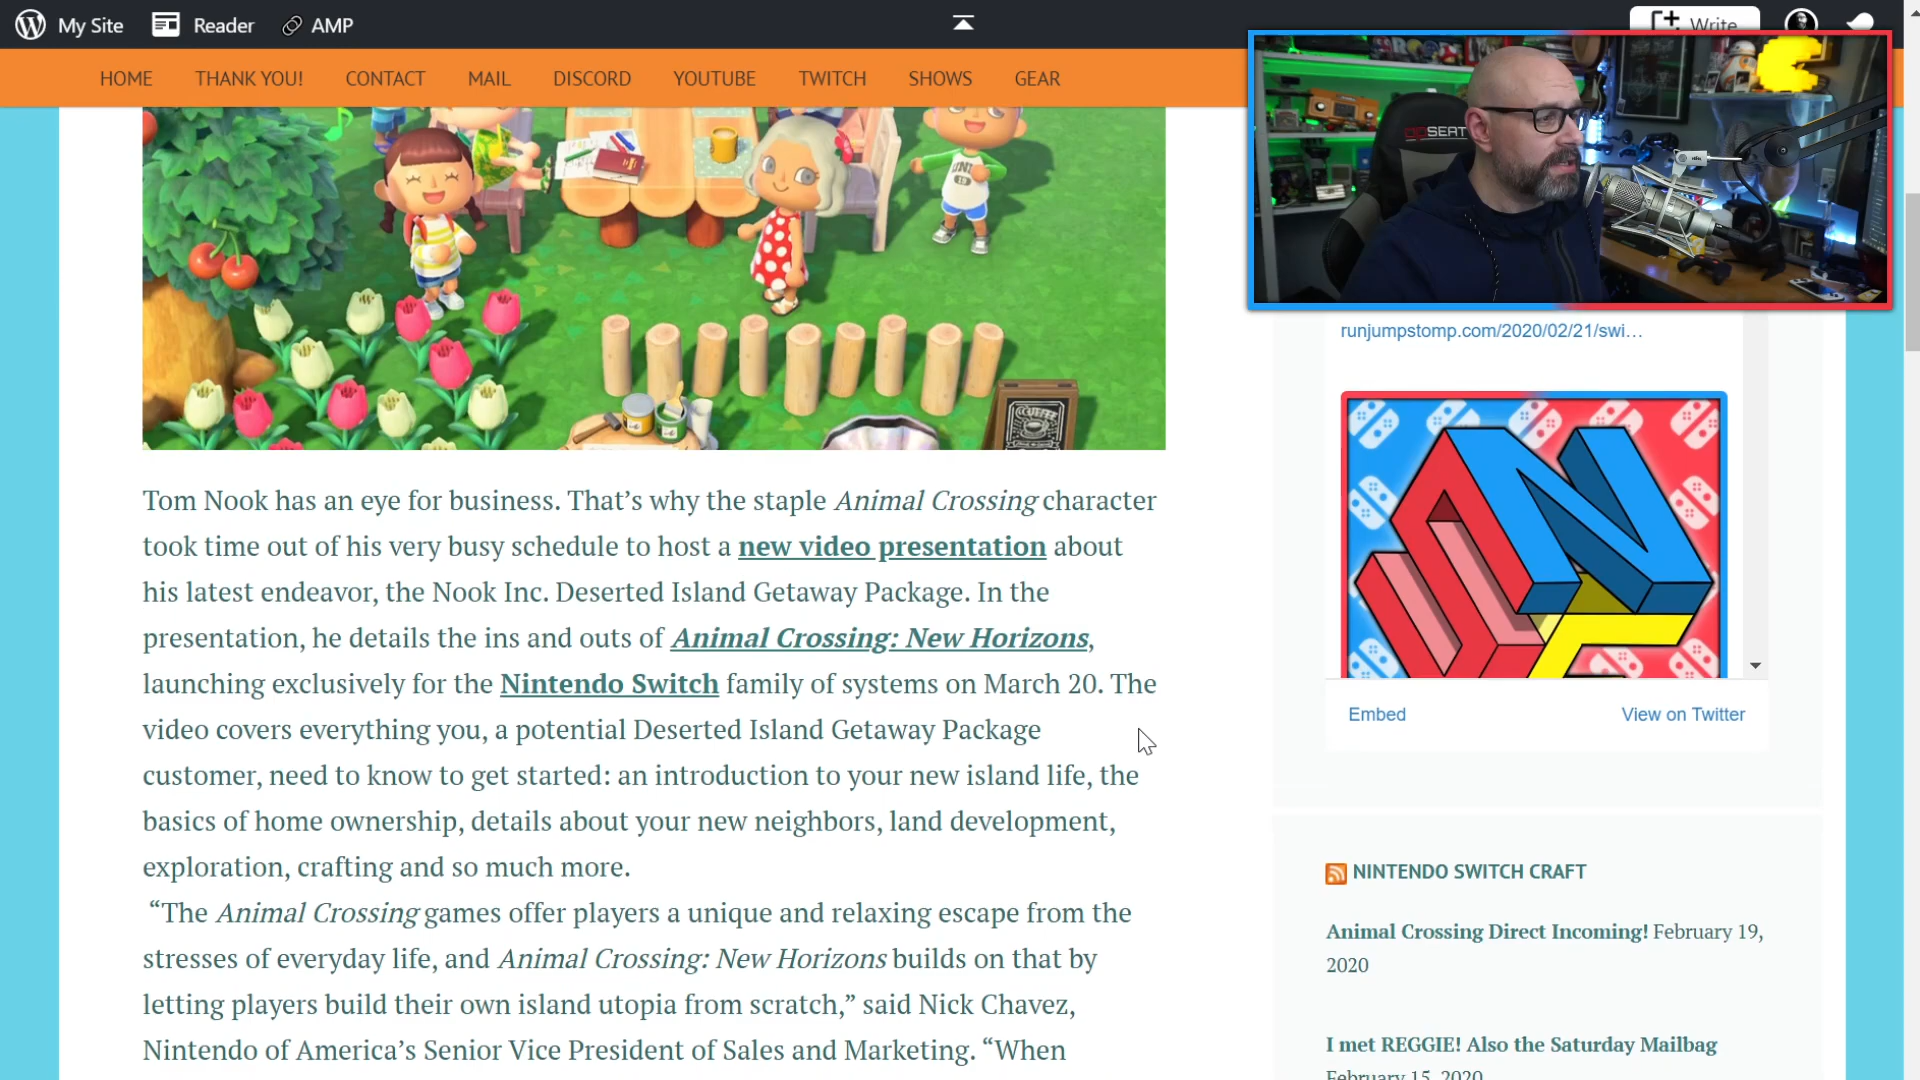 My Site Reader AMP Write
HOME THANK YOU! CONTACT MAIL DISCORD YOUTUBE TWITCH SHOWS GEAR
SEAT
COFFEE
Tom Nook has an eye for business. That’s why the staple Animal Crossing character
took time out of his very busy schedule to host a new video presentation about
his latest endeavor, the Nook Inc. Deserted Island Getaway Package. In the
presentation, he details the ins and outs of Animal Crossing: New Horizons,
launching exclusively for the Nintendo Switch family of systems on March 20. The
video covers everything you, a potential Deserted Island Getaway Package
customer, need to know to get started: an introduction to your new island life, the
basics of home ownership, details about your new neighbors, land development,
exploration, crafting and so much more.
“The Animal Crossing games offer players a unique and relaxing escape from the
stresses of everyday life, and Animal Crossing: New Horizons builds on that by
letting players build their own island utopia from scratch,” said Nick Chavez,
Nintendo of America’s Senior Vice President of Sales and Marketing. “When
runjumpstomp.com/2020/02/21/swi…
Embed View on Twitter
NINTENDO SWITCH CRAFT
Animal Crossing Direct Incoming! February 19,
2020
I met REGGIE! Also the Saturday Mailbag
February 15, 2020